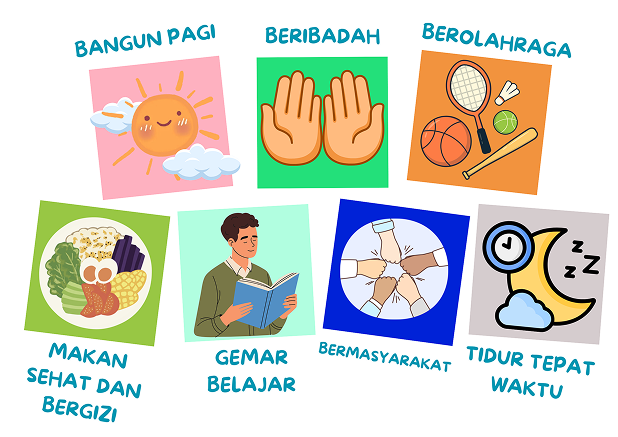 BANGUN PAGI
BERIBADAH
BEROLAHRAGA
MAKAN
SEHAT DAN
BERGIZI
GEMAR
BELAJAR
BERMASYARAKAT
TIDUR TEPAT
WAKTU